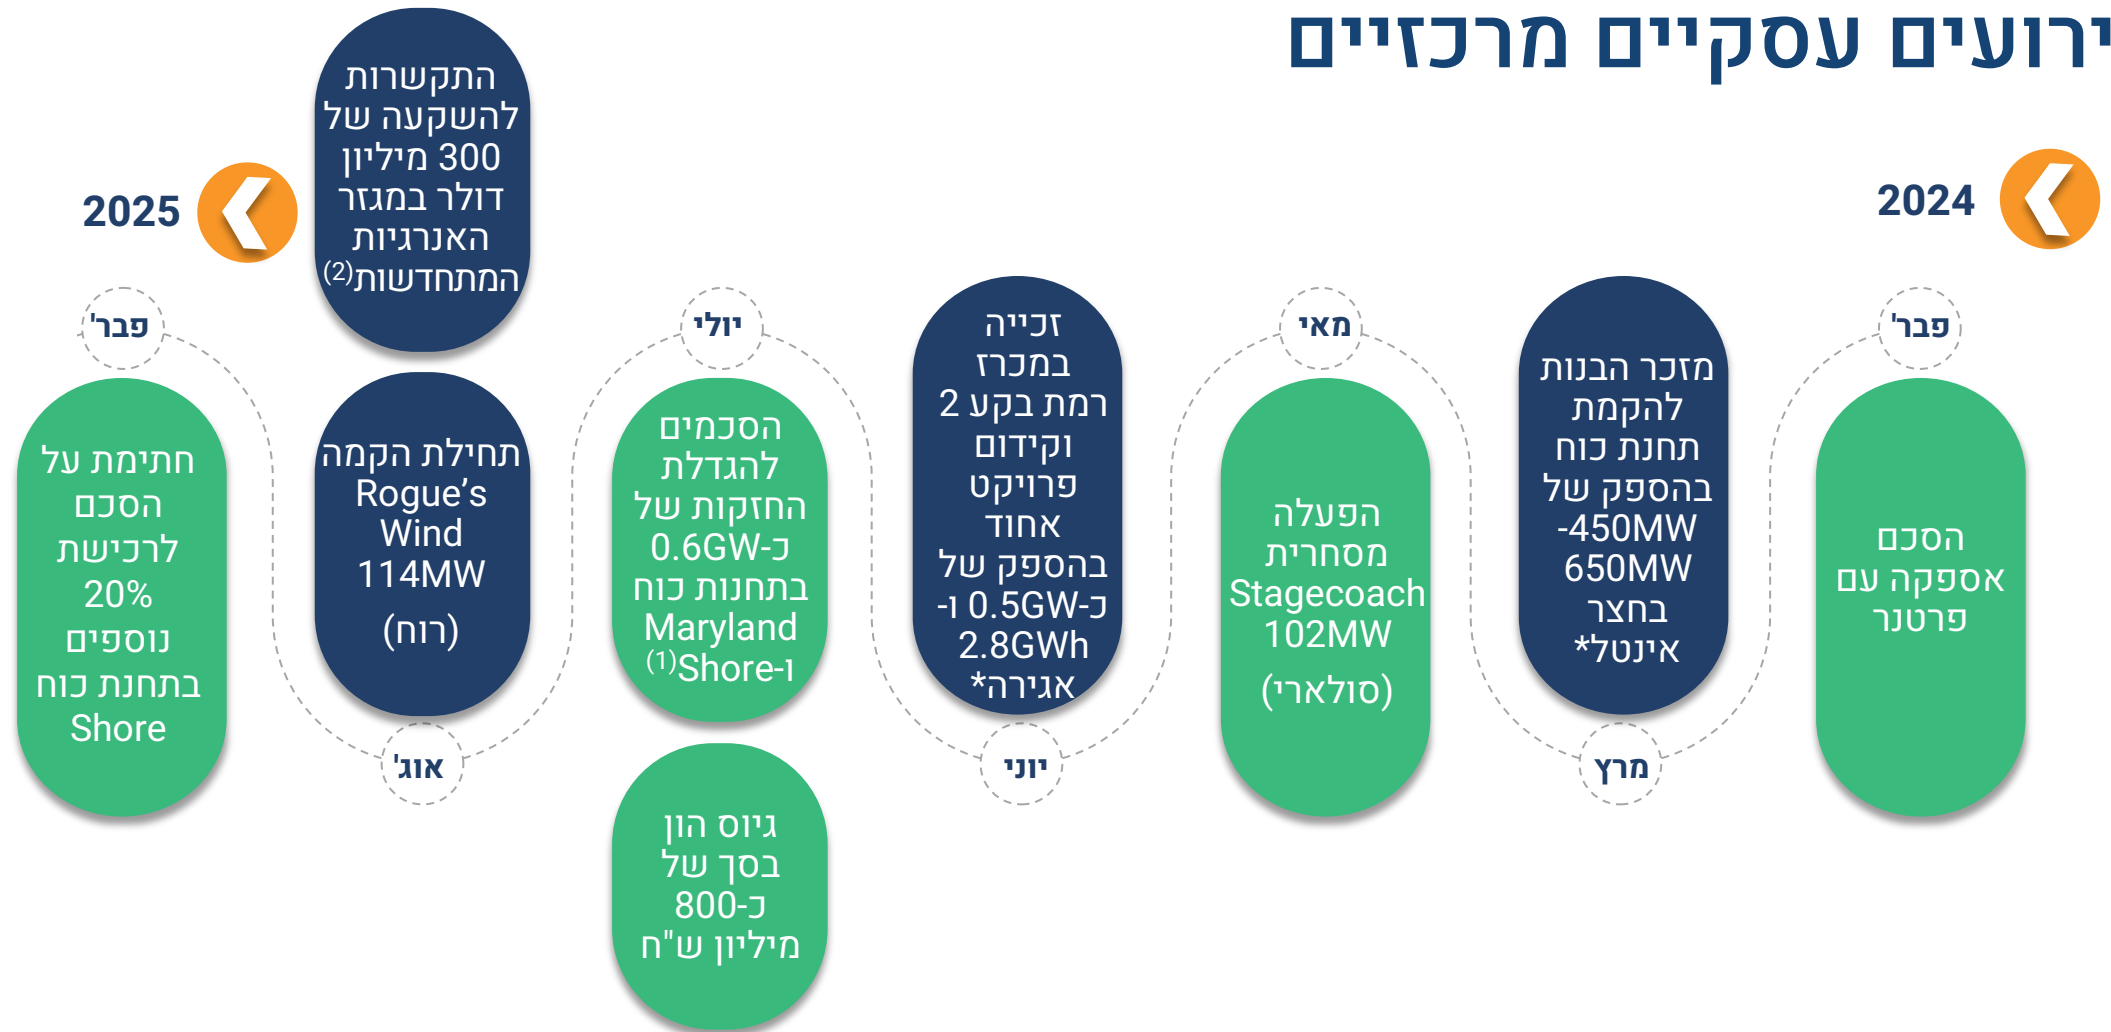 ירועים עסקיים מרכזיים
2024
פבר'
הסכם
אספקה עם
פרטנר
מזכר הבנות
להקמת
תחנת כוח
בהספק של
450MW-
650MW
בחצר
אינטל*
מרץ
מאי
הפעלה
מסחרית
Stagecoach
102MW
(סולארי)
זכייה
במכרז
רמת בקע 2
וקידום
פרויקט
אחוד
בהספק של
כ-0.5GW ו-
2.8GWh
אגירה*
יוני
יולי
הסכמים
להגדלת
החזקות של
כ-0.6GW
בתחנות כוח
Maryland
ו-Shore(1)
גיוס הון
בסך של
כ-800
מיליון ש"ח
התקשרות
להשקעה של
300 מיליון
דולר במגזר
האנרגיות
המתחדשות(2)
תחילת הקמה
Rogue’s
Wind
114MW
(רוח)
אוג'
2025
פבר'
חתימת על
הסכם
לרכישת
20%
נוספים
בתחנת כוח
Shore